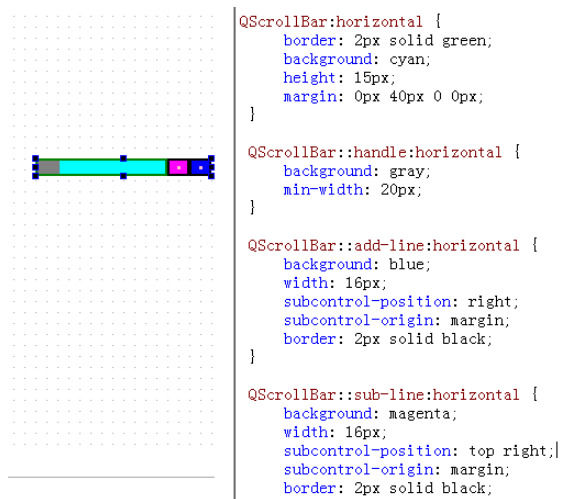 QScrollBar:horizontal {
border: 2px solid green;
background: cyan;
height: 15px;
margin: 0px 40px 0 0px;
}
QScrollBar::handle:horizontal {
background: gray;
min-width: 20px;
}
QScrollBar::add-line:horizontal {
background: blue;
width: 16px;
subcontrol-position: right;
subcontrol-origin: margin;
border: 2px solid black;
}
QScrollBar::sub-line:horizontal {
background: magenta;
width: 16px;
subcontrol-position: top right;
subcontrol-origin: margin;
border: 2px solid black;